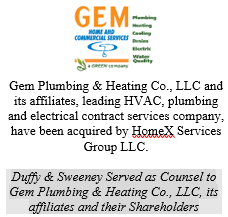 GEM
HOME AND
COMMERCIAL SERVICES
a GREEN company
Plumbing
Heating
Cooling
Drains
Electric
Water
Quality
Gem Plumbing & Heating Co., LLC and
its affiliates, leading HVAC, plumbing
and electrical contract services company,
have been acquired by HomeX Services
Group LLC.
Duffy & Sweeney Served as Counsel to
Gem Plumbing & Heating Co., LLC, its
affiliates and their Shareholders